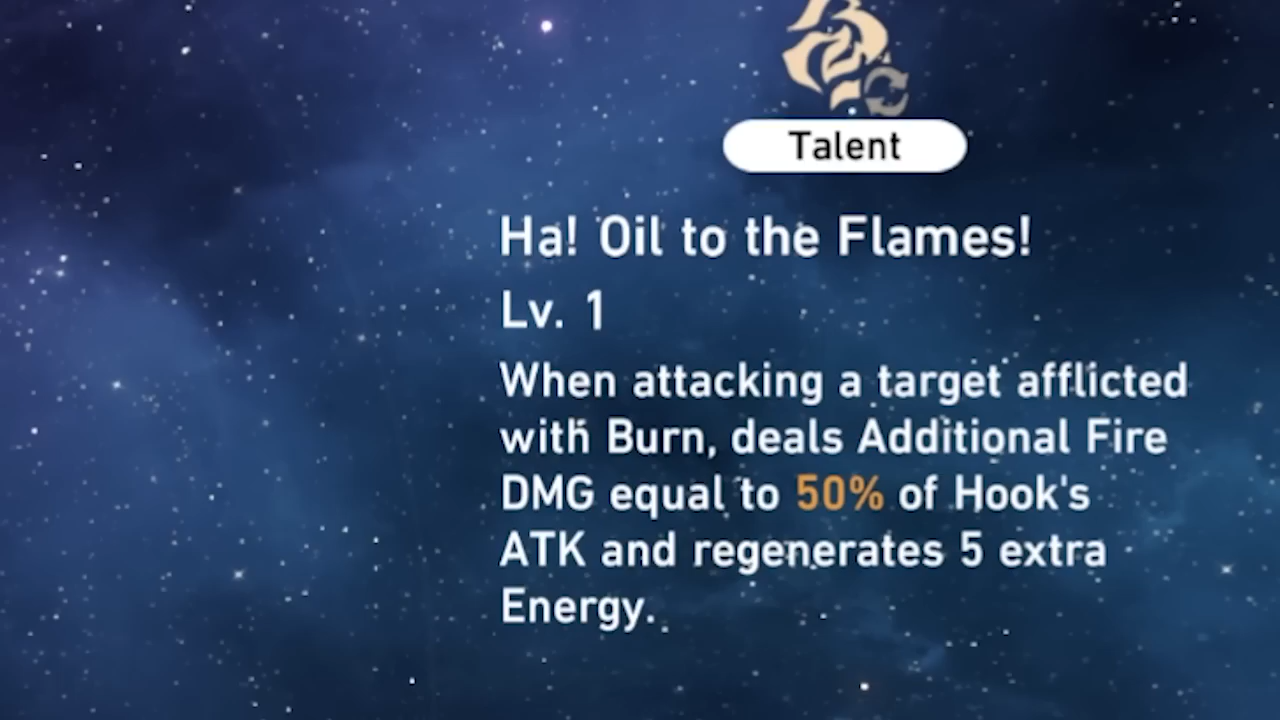 Talent
Ha! Oil to the Flames!
Lv. 1
When attacking a target afflicted
with Burn, deals Additional Fire
DMG equal to 50% of Hook's
ATK and regenerates 5 extra
Energy.